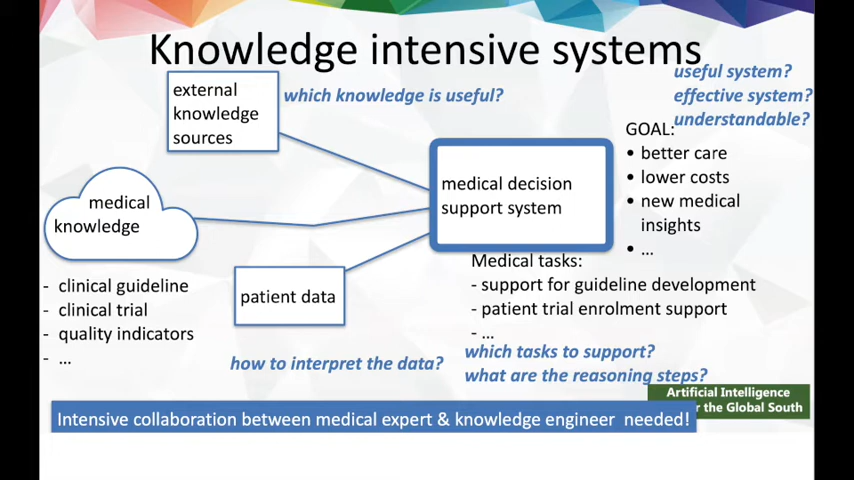 Knowledge intensive systems
external
knowledge
sources
which knowledge is useful?
useful system?
effective system?
understandable?
GOAL:
• better care
• lower costs
• new medical
insights
• ...
medical decision
support system
medical
knowledge
- clinical guideline
- clinical trial
- quality indicators
- ...
patient data
how to interpret the data?
Medical tasks:
- support for guideline development
- patient trial enrolment support
- ...
which tasks to support?
what are the reasoning steps?
Artificial Intelligence
r the Global South
Intensive collaboration between medical expert & knowledge engineer needed!